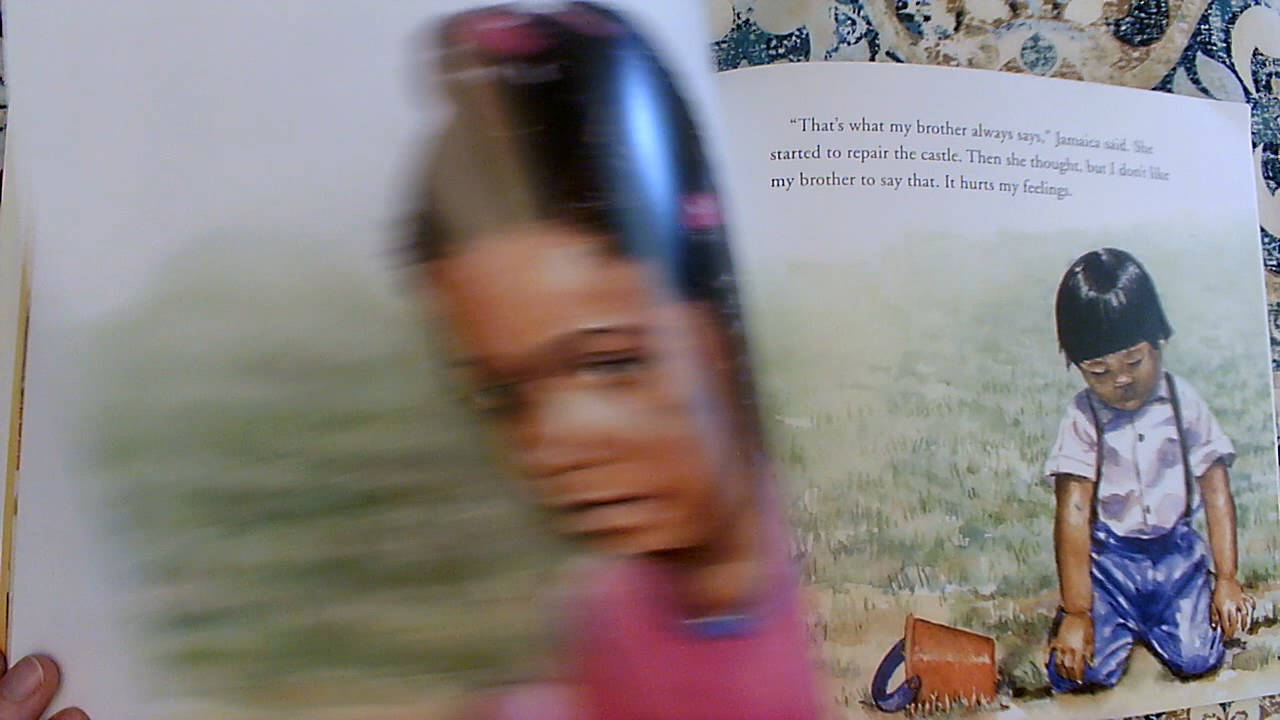 “That’s what my brother always says,” Jamaica said. She
started to repair the castle. Then she thought, but I don’t like
my brother to say that. It hurts my feelings.